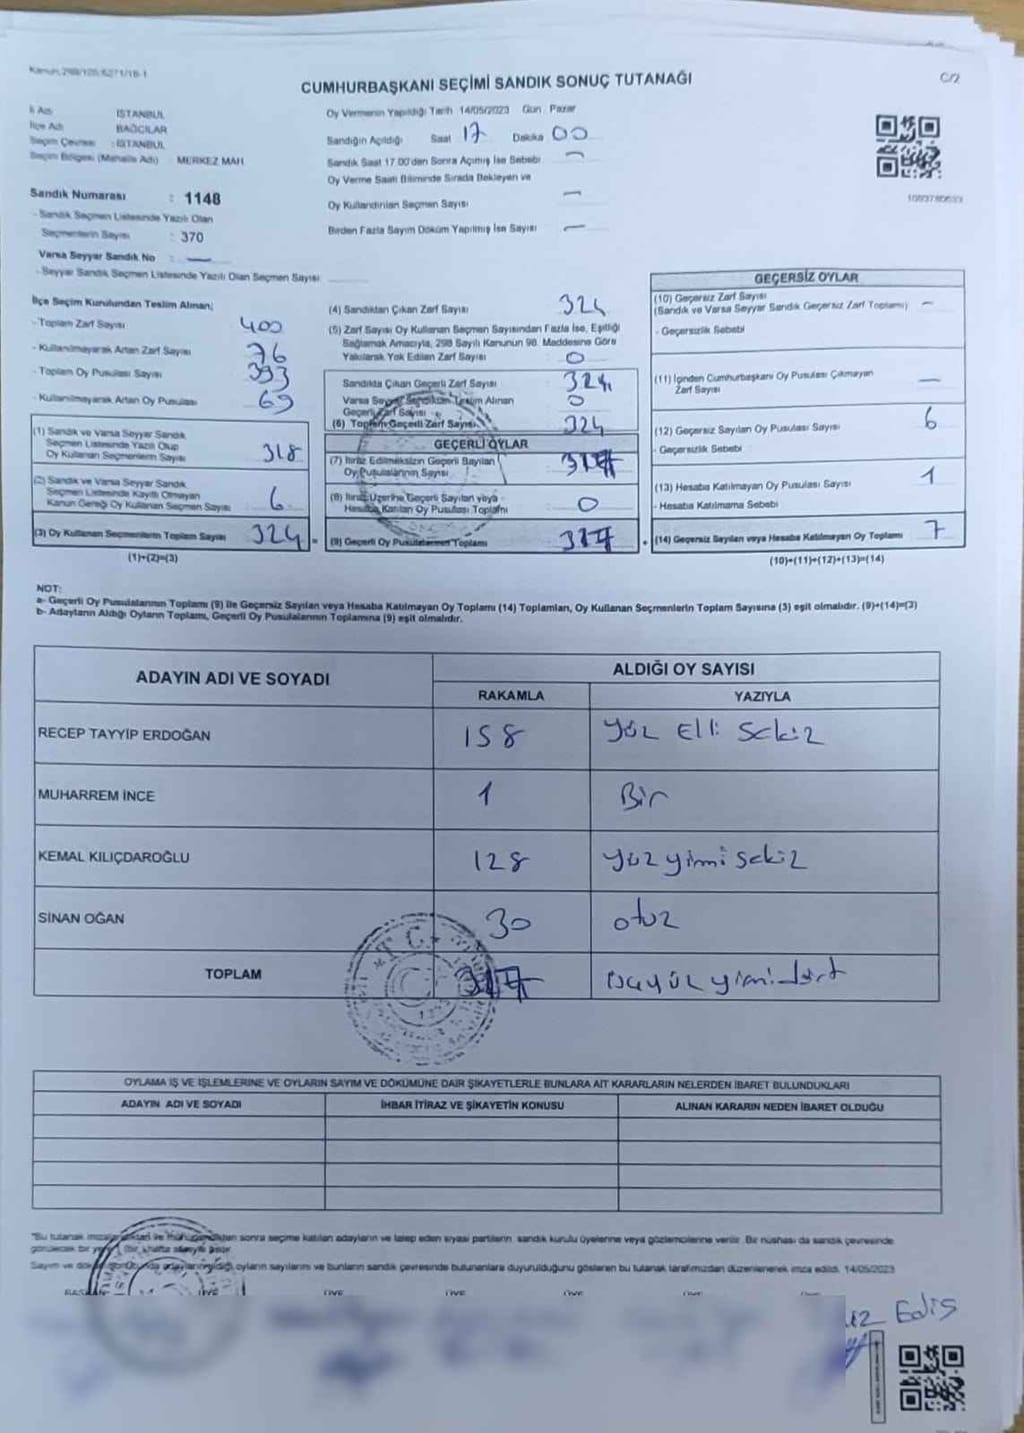 Kanun:298/105,6271/18-1
CUMHURBAŞKANI SEÇİMİ SANDIK SONUÇ TUTANAĞI
C/2
İl Adı : İSTANBUL
İlçe Adı : BAĞCILAR
Seçim Çevresi : İSTANBUL
Seçim Bölgesi (Mahalle Adı) : MERKEZ MAH.
Sandık Numarası : 1148
- Sandık Seçmen Listesinde Yazılı Olan
Seçmenlerin Sayısı : 370
Varsa Seyyar Sandık No : —
- Seyyar Sandık Seçmen Listesinde Yazılı Olan Seçmen Sayısı:
Oy Vermenin Yapıldığı Tarih 14/05/2023 Gün : Pazar
Sandığın Açıldığı Saat 17 Dakika 00
Sandık Saat 17.00'den Sonra Açılmış İse Sebebi —
Oy Verme Saati Bitiminde Sırada Bekleyen ve
Oy Kullandırılan Seçmen Sayısı —
Birden Fazla Sayım Döküm Yapılmış İse Sayısı —
İlçe Seçim Kurulundan Teslim Alınan;
- Toplam Zarf Sayısı 400
- Kullanılmayarak Artan Zarf Sayısı 76
- Toplam Oy Pusulası Sayısı 393
- Kullanılmayarak Artan Oy Pusulası 69
(1) Sandık ve Varsa Seyyar Sandık
Seçmen Listesinde Yazılı Olup
Oy Kullanan Seçmenlerin Sayısı 318
(2) Sandık ve Varsa Seyyar Sandık
Seçmen Listesinde Kayıtlı Olmayan
Kanun Gereği Oy Kullanan Seçmen Sayısı 6
(3) Oy Kullanan Seçmenlerin Toplam Sayısı 324
(1)+(2)=(3)
(4) Sandıktan Çıkan Zarf Sayısı 324
(5) Zarf Sayısı Oy Kullanan Seçmen Sayısından Fazla İse, Eşitliği
Sağlamak Amacıyla, 298 Sayılı Kanunun 98. Maddesine Göre
Yakılarak Yok Edilen Zarf Sayısı 0
Sandıkta Çıkan Geçerli Zarf Sayısı 324
Varsa Seyyar Sandıktan Teslim Alınan
Geçerli Zarf Sayısı 0
(6) Toplam Geçerli Zarf Sayısı 324
GEÇERLİ OYLAR
(7) İtiraz Edilmeksizin Geçerli Sayılan
Oy Pusulalarının Sayısı 317
(8) İtiraz Üzerine Geçerli Sayılan veya
Hesaba Katılan Oy Pusulası Toplamı 0
(9) Geçerli Oy Pusulalarının Toplamı 317
GEÇERSİZ OYLAR
(10) Geçersiz Zarf Sayısı
(Sandık ve Varsa Seyyar Sandık Geçersiz Zarf Toplamı) —
- Geçersizlik Sebebi
(11) İçinden Cumhurbaşkanı Oy Pusulası Çıkmayan
Zarf Sayısı —
(12) Geçersiz Sayılan Oy Pusulası Sayısı 6
- Geçersizlik Sebebi
(13) Hesaba Katılmayan Oy Pusulası Sayısı 1
- Hesaba Katılmama Sebebi
(14) Geçersiz Sayılan veya Hesaba Katılmayan Oy Toplamı 7
(10)+(11)+(12)+(13)=(14)
NOT:
a- Geçerli Oy Pusulalarının Toplamı (9) ile Geçersiz Sayılan veya Hesaba Katılmayan Oy Toplamı (14) Toplamları, Oy Kullanan Seçmenlerin Toplam Sayısına (3) eşit olmalıdır. (9)+(14)=(3)
b- Adayların Aldığı Oyların Toplamı, Geçerli Oy Pusulalarının Toplamına (9) eşit olmalıdır.
ADAYIN ADI VE SOYADI
ALDIĞI OY SAYISI
RAKAMLA YAZIYLA
RECEP TAYYİP ERDOĞAN 158 Yüz Elli Sekiz
MUHARREM İNCE 1 Bir
KEMAL KILIÇDAROĞLU 128 Yüz yimi sekiz
SİNAN OĞAN 30 otuz
TOPLAM 317 üçyüz yimi dört
T.C.
OYLAMA İŞ VE İŞLEMLERİNE VE OYLARIN SAYIM VE DÖKÜMÜNE DAİR ŞİKAYETLERLE BUNLARA AİT KARARLARIN NELERDEN İBARET BULUNDUKLARI
ADAYIN ADI VE SOYADI İHBAR İTİRAZ VE ŞİKAYETİN KONUSU ALINAN KARARIN NEDEN İBARET OLDUĞU
"Bu tutanak sonra seçime katılan adayların ve talep eden siyasi partilerin, sandık kurulu üyelerine veya gözlemcilerine verilir. Bir nüshası da sandık çevresinde
görülecek bir yere bir hafta süreyle asılır.
Sayım ve oyların sayılarını ve bunların sandık çevresinde bulunanlara duyurulduğunu gösteren bu tutanak tarafımızdan düzenlenerek imza edildi. 14/05/2023
BAŞKAN ÜYE ÜYE ÜYE ÜYE ÜYE ÜYE
Edis